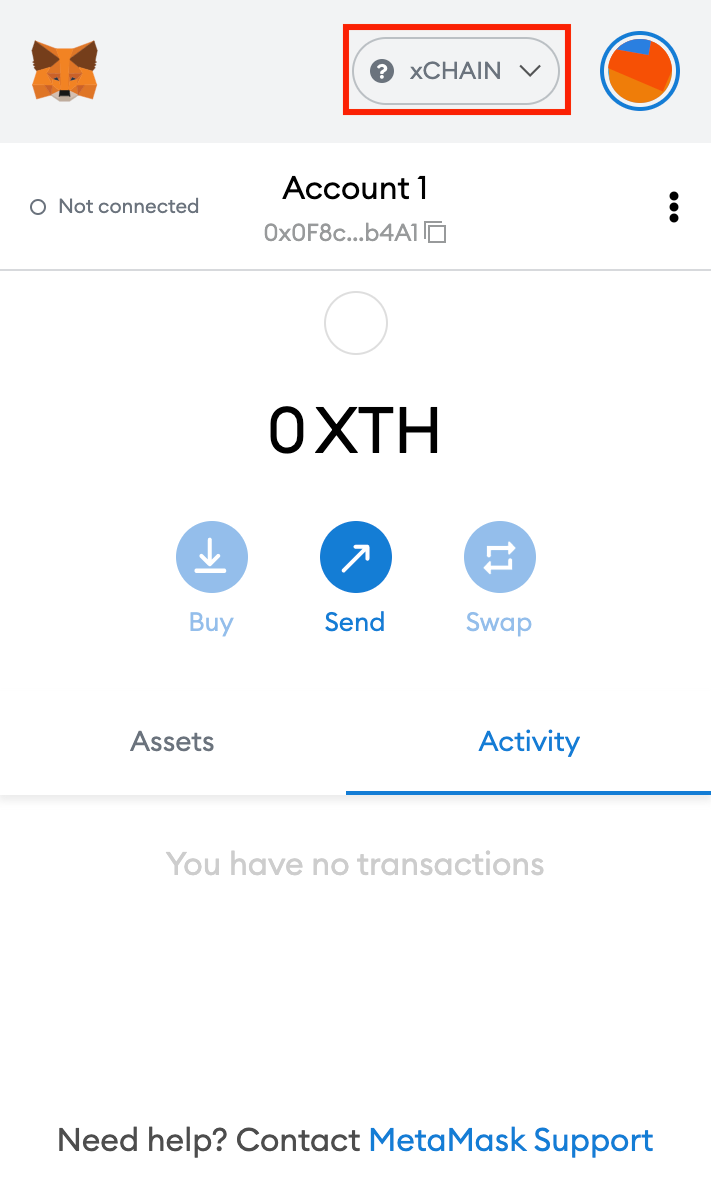 xCHAIN
Account 1
Not connected
0x0F8c...b4A1
0 XTH
Buy
Send
Swap
Assets
Activity
You have no transactions
Need help? Contact MetaMask Support